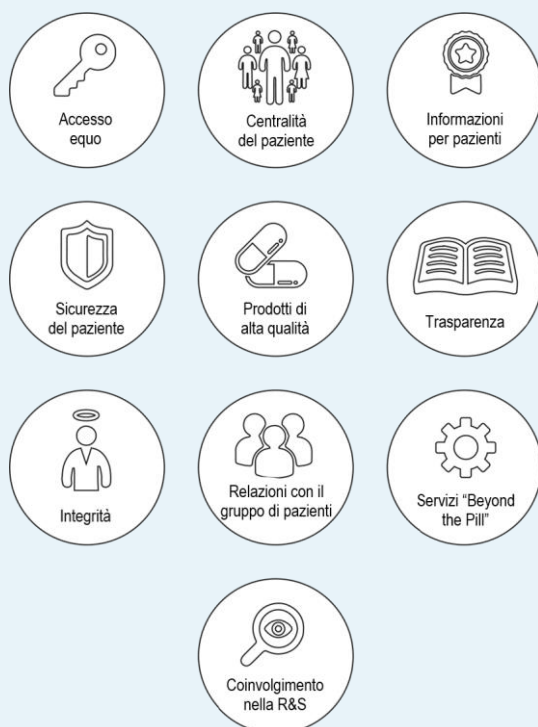 Accesso
equo
Centralità
del paziente
Informazioni
per pazienti
Sicurezza
del paziente
Prodotti di
alta qualità
Trasparenza
Integrità
Relazioni con il
gruppo di pazienti
Servizi “Beyond
the Pill”
Coinvolgimento
nella R&S